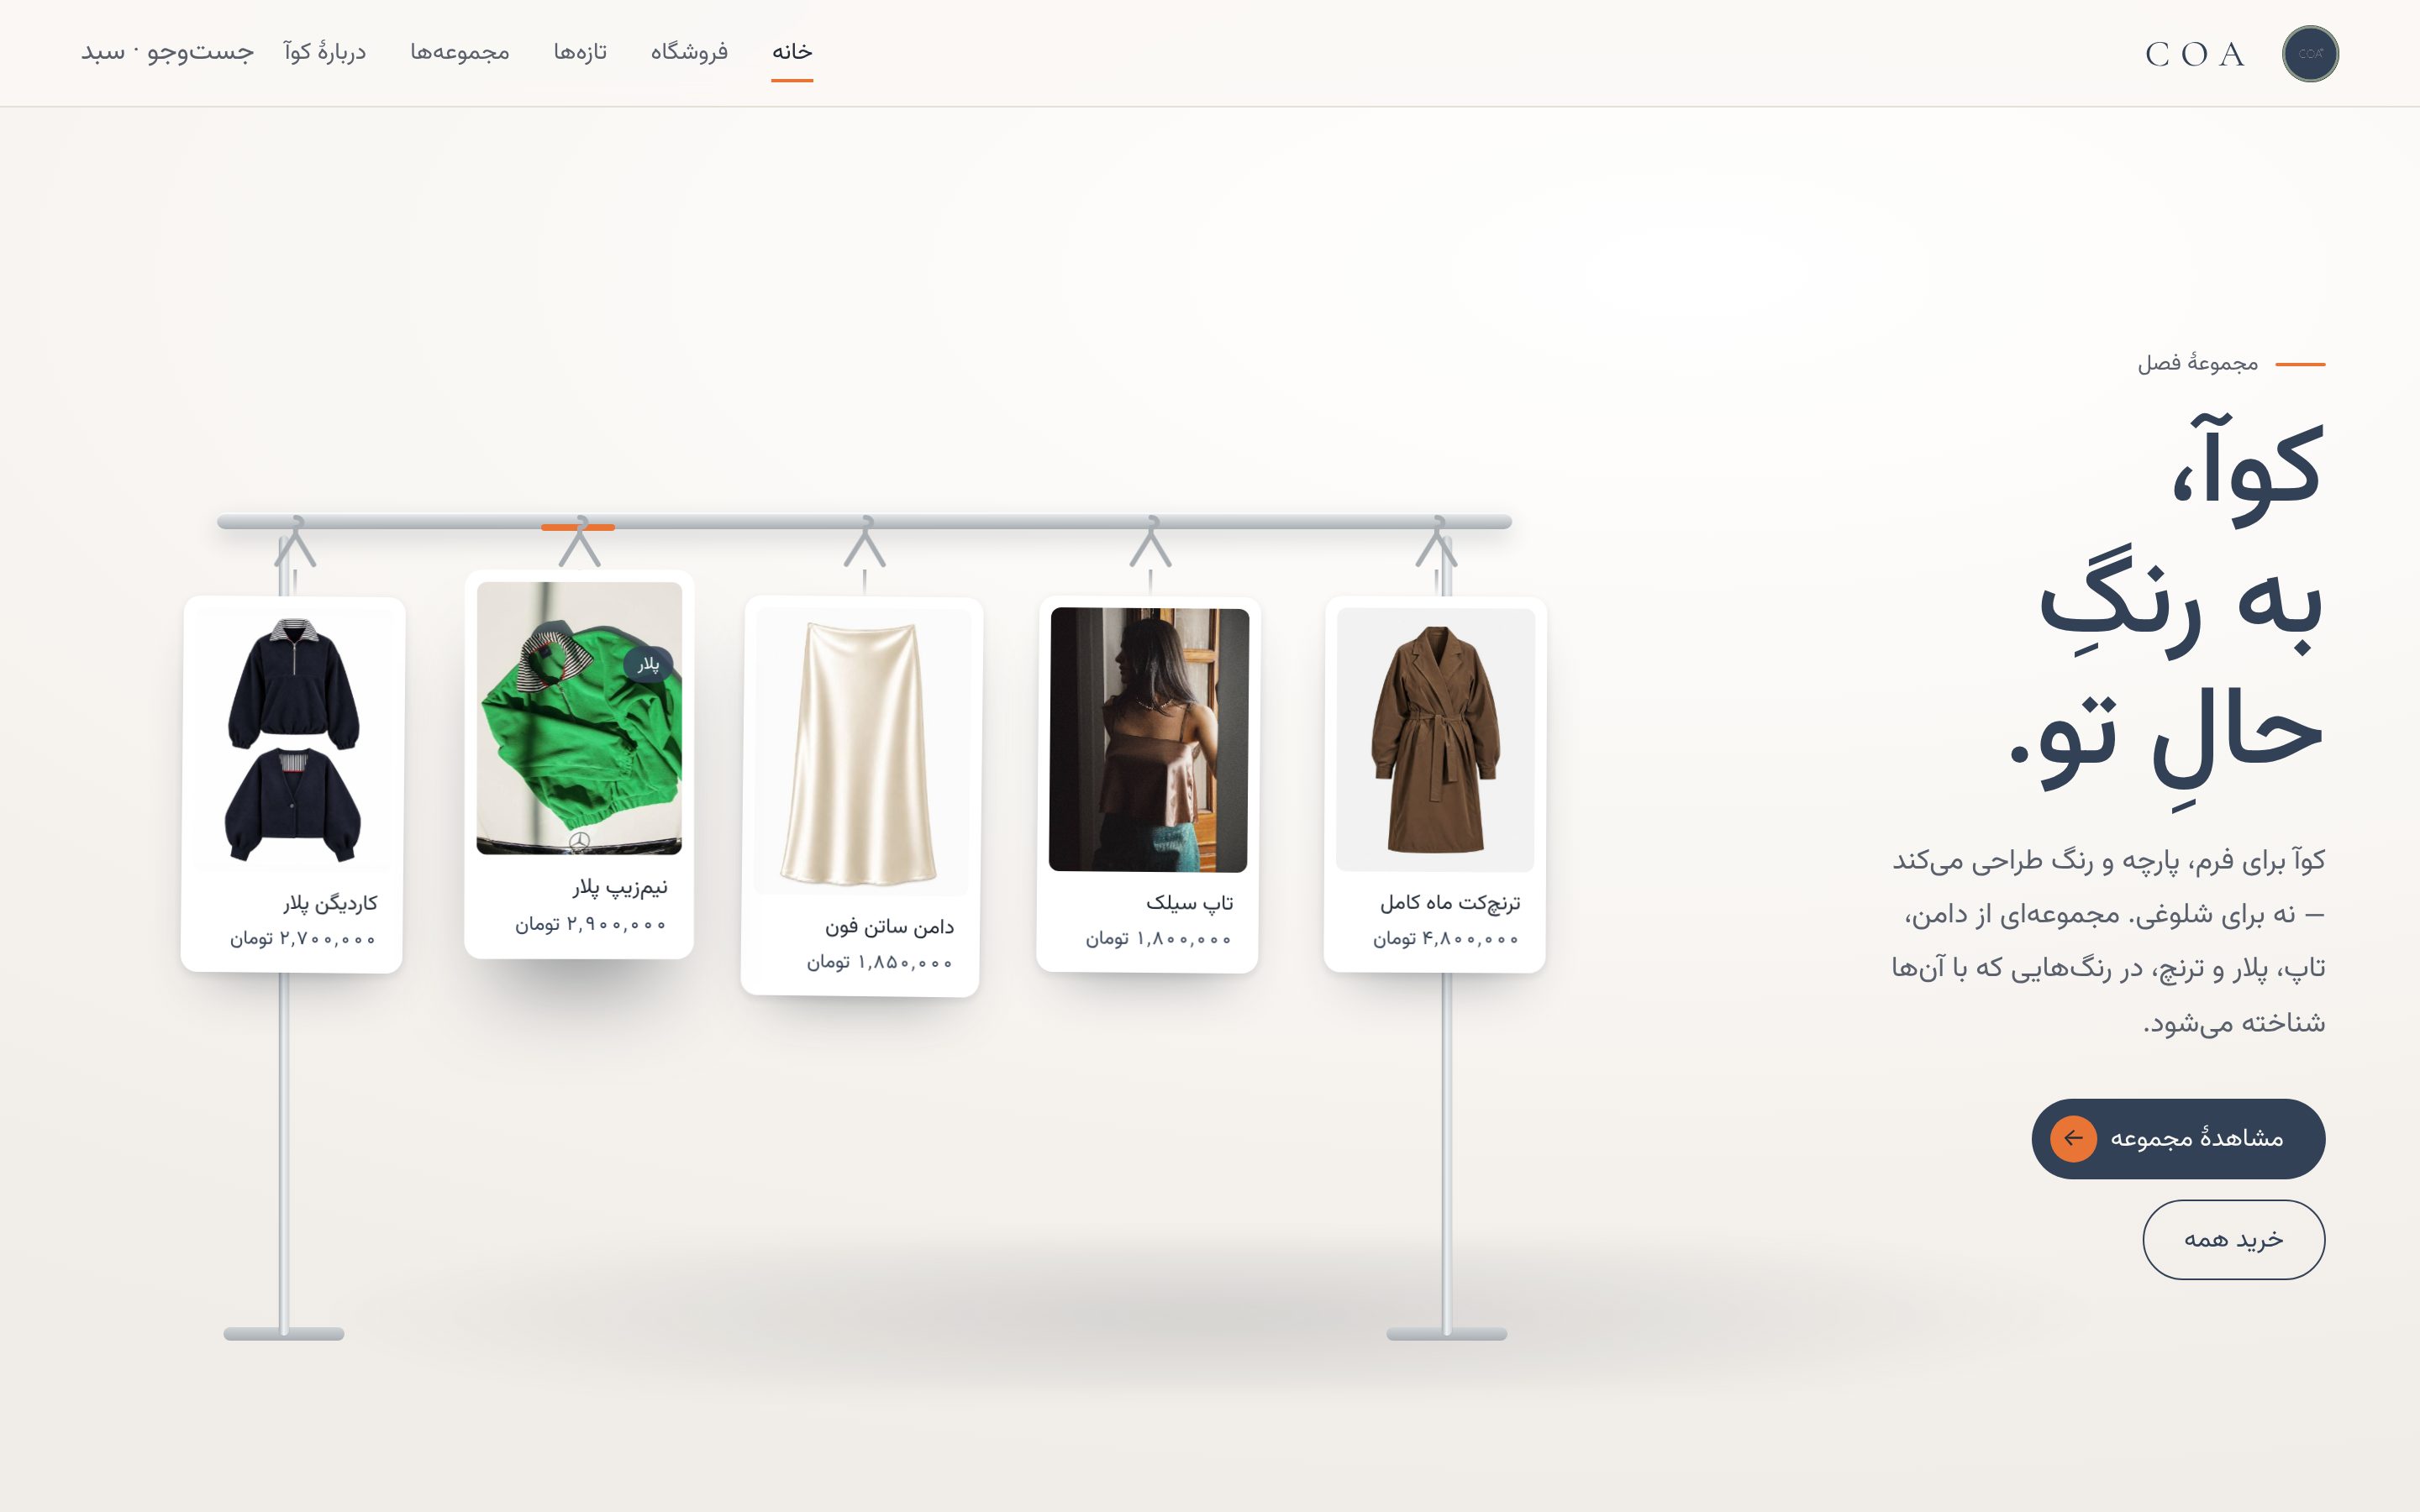 COA
COA
خانه
فروشگاه
تازه‌ها
مجموعه‌ها
دربارهٔ کوآ
جست‌وجو · سبد
مجموعهٔ فصل
کوآ،
به رنگِ
حالِ تو.
کوآ برای فرم، پارچه و رنگ طراحی می‌کند
— نه برای شلوغی. مجموعه‌ای از دامن،
تاپ، پلار و ترنچ، در رنگ‌هایی که با آن‌ها
شناخته می‌شود.
مشاهدهٔ مجموعه ←
خرید همه
ترنچ‌کت ماه کامل
۴,۸۰۰,۰۰۰ تومان
تاپ سیلک
۱,۸۰۰,۰۰۰ تومان
دامن ساتن فون
۱,۸۵۰,۰۰۰ تومان
پلار
نیم‌زیپ پلار
۲,۹۰۰,۰۰۰ تومان
کاردیگن پلار
۲,۷۰۰,۰۰۰ تومان